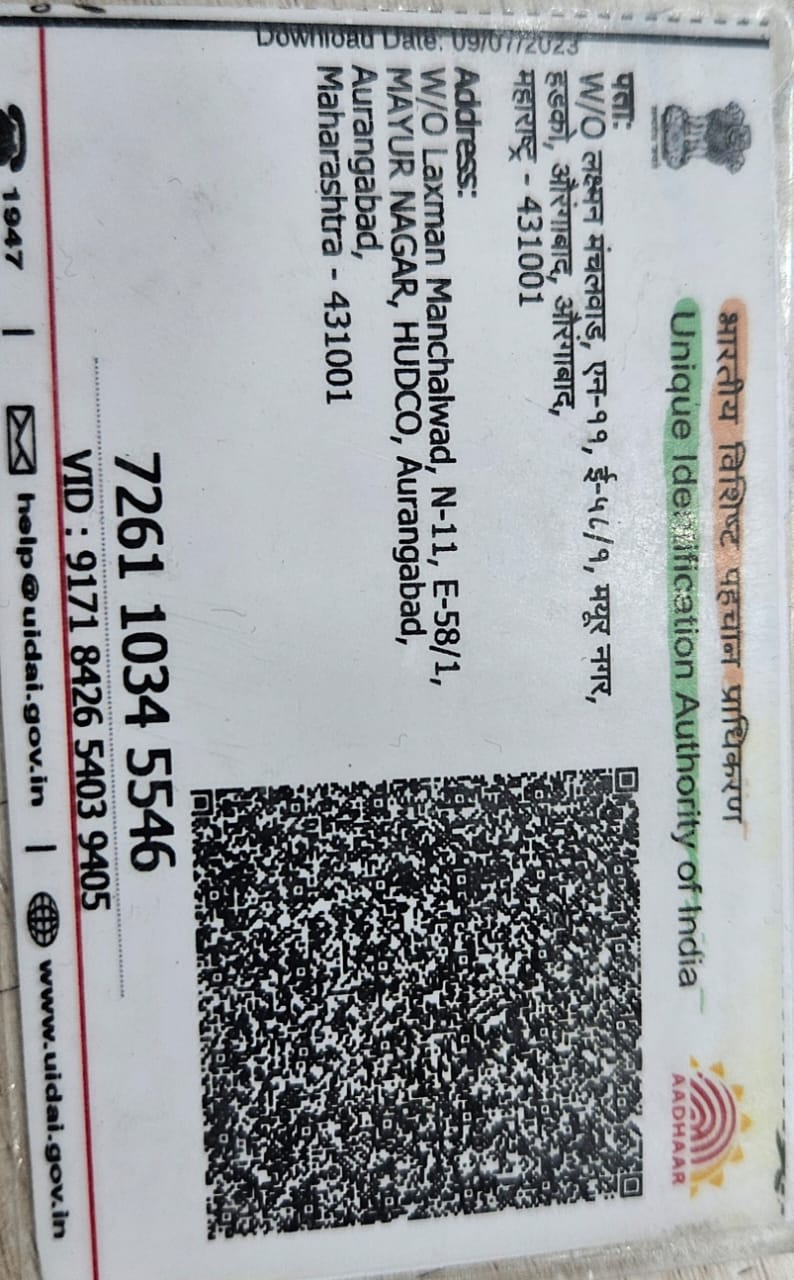 भारतीय विशिष्ट पहचान प्राधिकरण
Unique Identification Authority of India
AADHAAR
पता:
W/O लक्ष्मन मंचलवाड, एन-११, ई-५८/१, मयूर नगर,
हडको, औरंगाबाद, औरंगाबाद,
महाराष्ट्र - 431001
Address:
W/O Laxman Manchalwad, N-11, E-58/1,
MAYUR NAGAR, HUDCO, Aurangabad,
Aurangabad,
Maharashtra - 431001
Download Date: 09/07/2023
7261 1034 5546
VID : 9171 8426 5403 9405
1947 | help@uidai.gov.in | www.uidai.gov.in